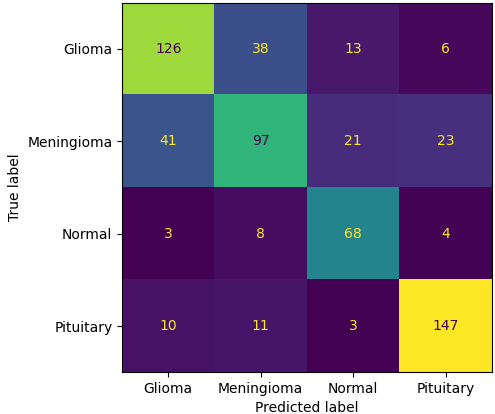 True label
Glioma 126 38 13 6
Meningioma 41 97 21 23
Normal 3 8 68 4
Pituitary 10 11 3 147
Glioma Meningioma Normal Pituitary
Predicted label